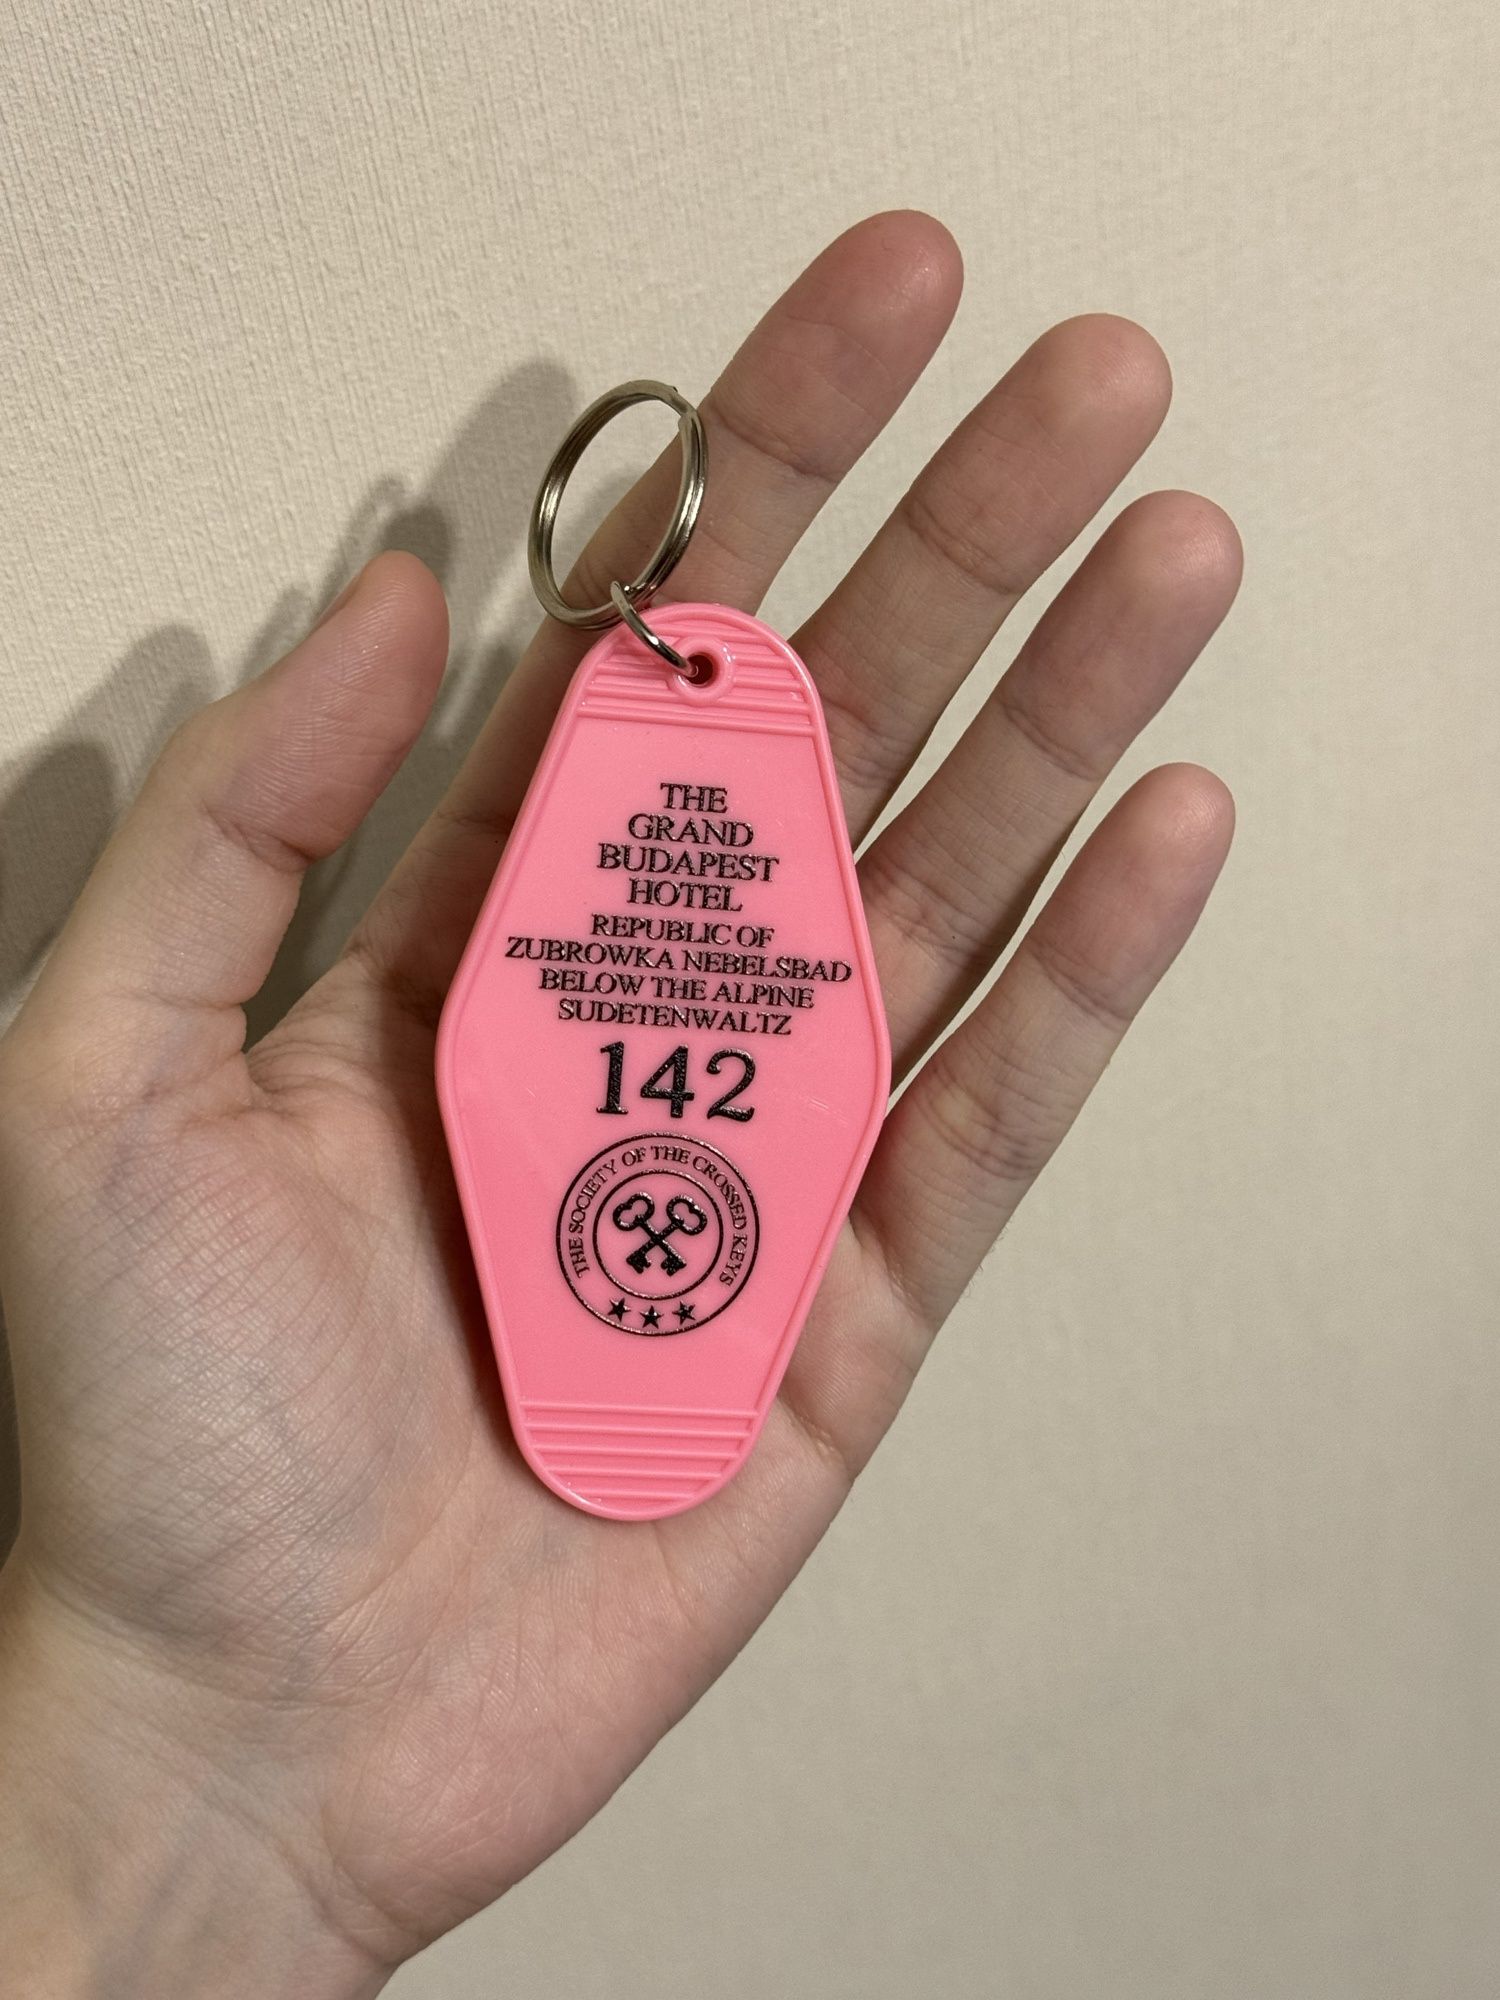 THE
GRAND
BUDAPEST
HOTEL
REPUBLIC OF
ZUBROWKA NEBELSBAD
BELOW THE ALPINE
SUDETENWALTZ
142
THE SOCIETY OF THE CROSSED KEYS